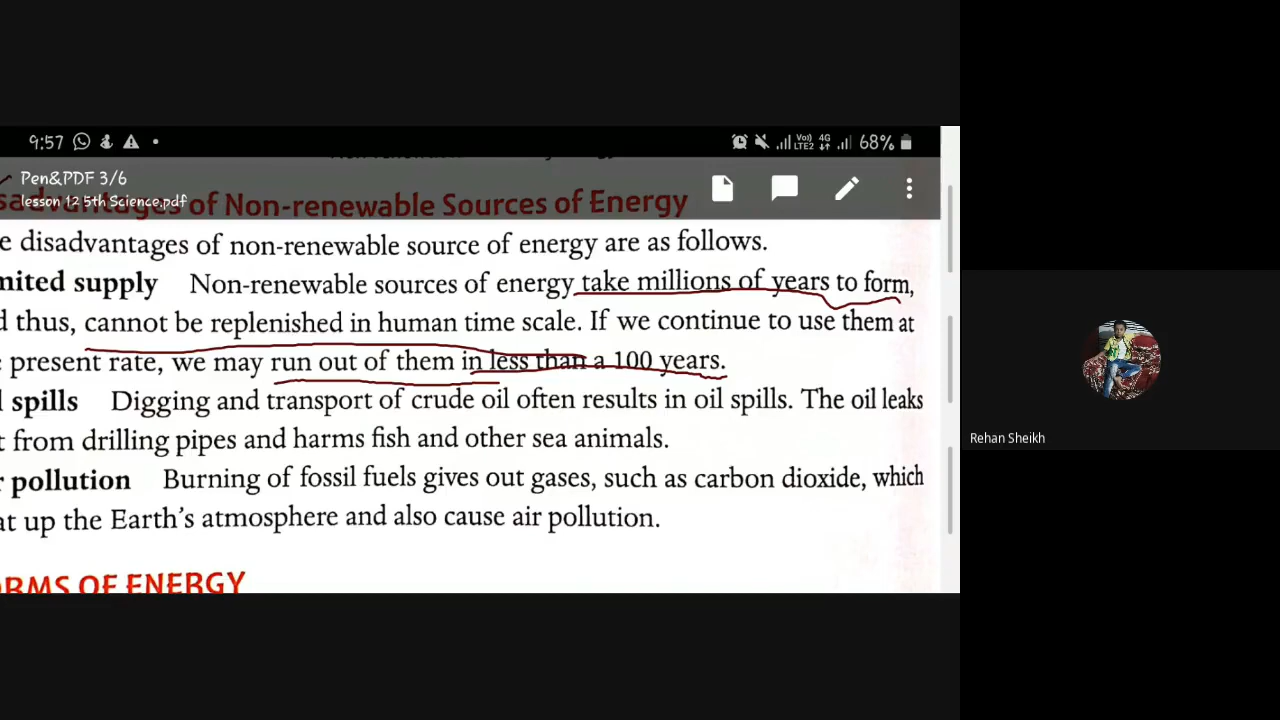 9:57 VoI) LTE2 4G 68%
Pen&PDF 3/6
lesson 12 5th Science.pdf
sadvantages of Non-renewable Sources of Energy
e disadvantages of non-renewable source of energy are as follows.
mited supply Non-renewable sources of energy take millions of years to form,
d thus, cannot be replenished in human time scale. If we continue to use them at
e present rate, we may run out of them in less than a 100 years.
l spills Digging and transport of crude oil often results in oil spills. The oil leaks
t from drilling pipes and harms fish and other sea animals.
r pollution Burning of fossil fuels gives out gases, such as carbon dioxide, which
at up the Earth's atmosphere and also cause air pollution.
ORMS OF ENERGY
Rehan Sheikh